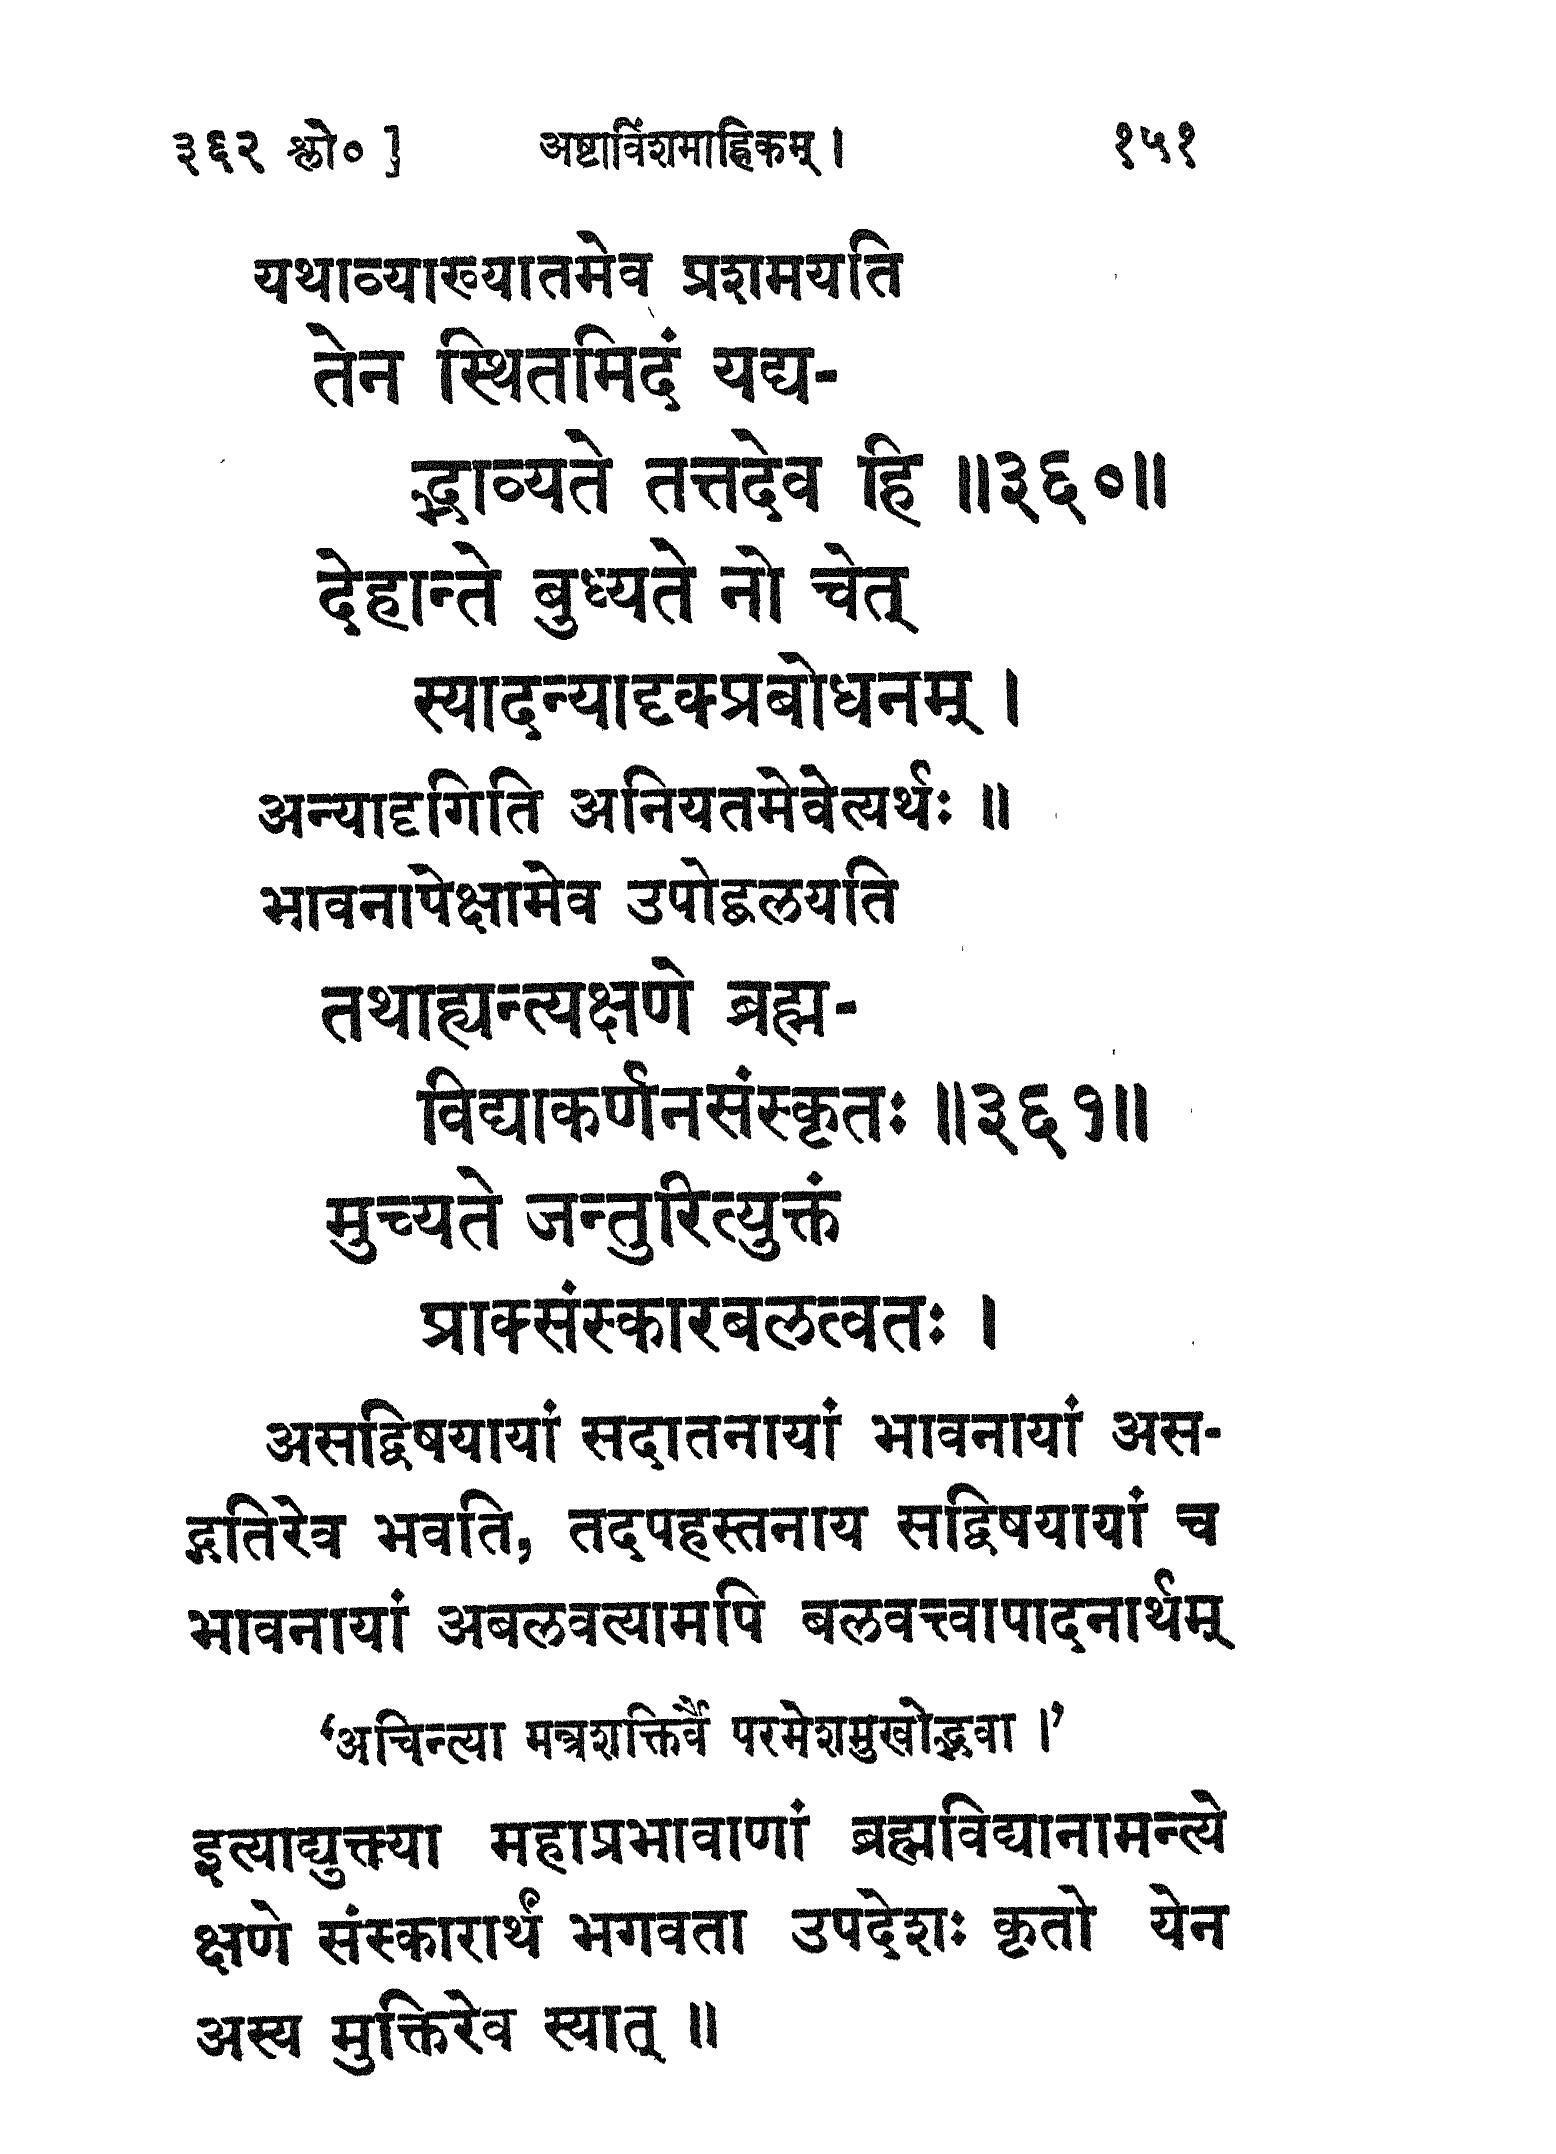 ३६२ श्लो० ] अष्टाविंशमाह्निकम् । १५१
यथाव्याख्यातमेव प्रशमयति
तेन स्थितमिदं यद्य-
द्भाव्यते तत्तदेव हि ॥३६०॥
देहान्ते बुध्यते नो चेत्
स्यादन्यादृक्प्रबोधनम् ।
अन्यादृगिति अनियतमेवेत्यर्थः ॥
भावनापेक्षामेव उपोद्बलयति
तथाह्यन्त्यक्षणे ब्रह्म-
विद्याकर्णनसंस्कृतः ॥३६१॥
मुच्यते जन्तुरित्युक्तं
प्राक्संस्कारबलत्वतः ।
असद्विषयायां सदातनायां भावनायां अस-
द्गतिरेव भवति, तदपहस्तनाय सद्विषयायां च
भावनायां अबलवत्यामपि बलवत्त्वापादनार्थम्
‘अचिन्त्या मन्त्रशक्तिर्वै परमेशमुखोद्भवा ।’
इत्याद्युक्त्या महाप्रभावाणां ब्रह्मविद्यानामन्त्ये
क्षणे संस्कारार्थं भगवता उपदेशः कृतो येन
अस्य मुक्तिरेव स्यात् ॥